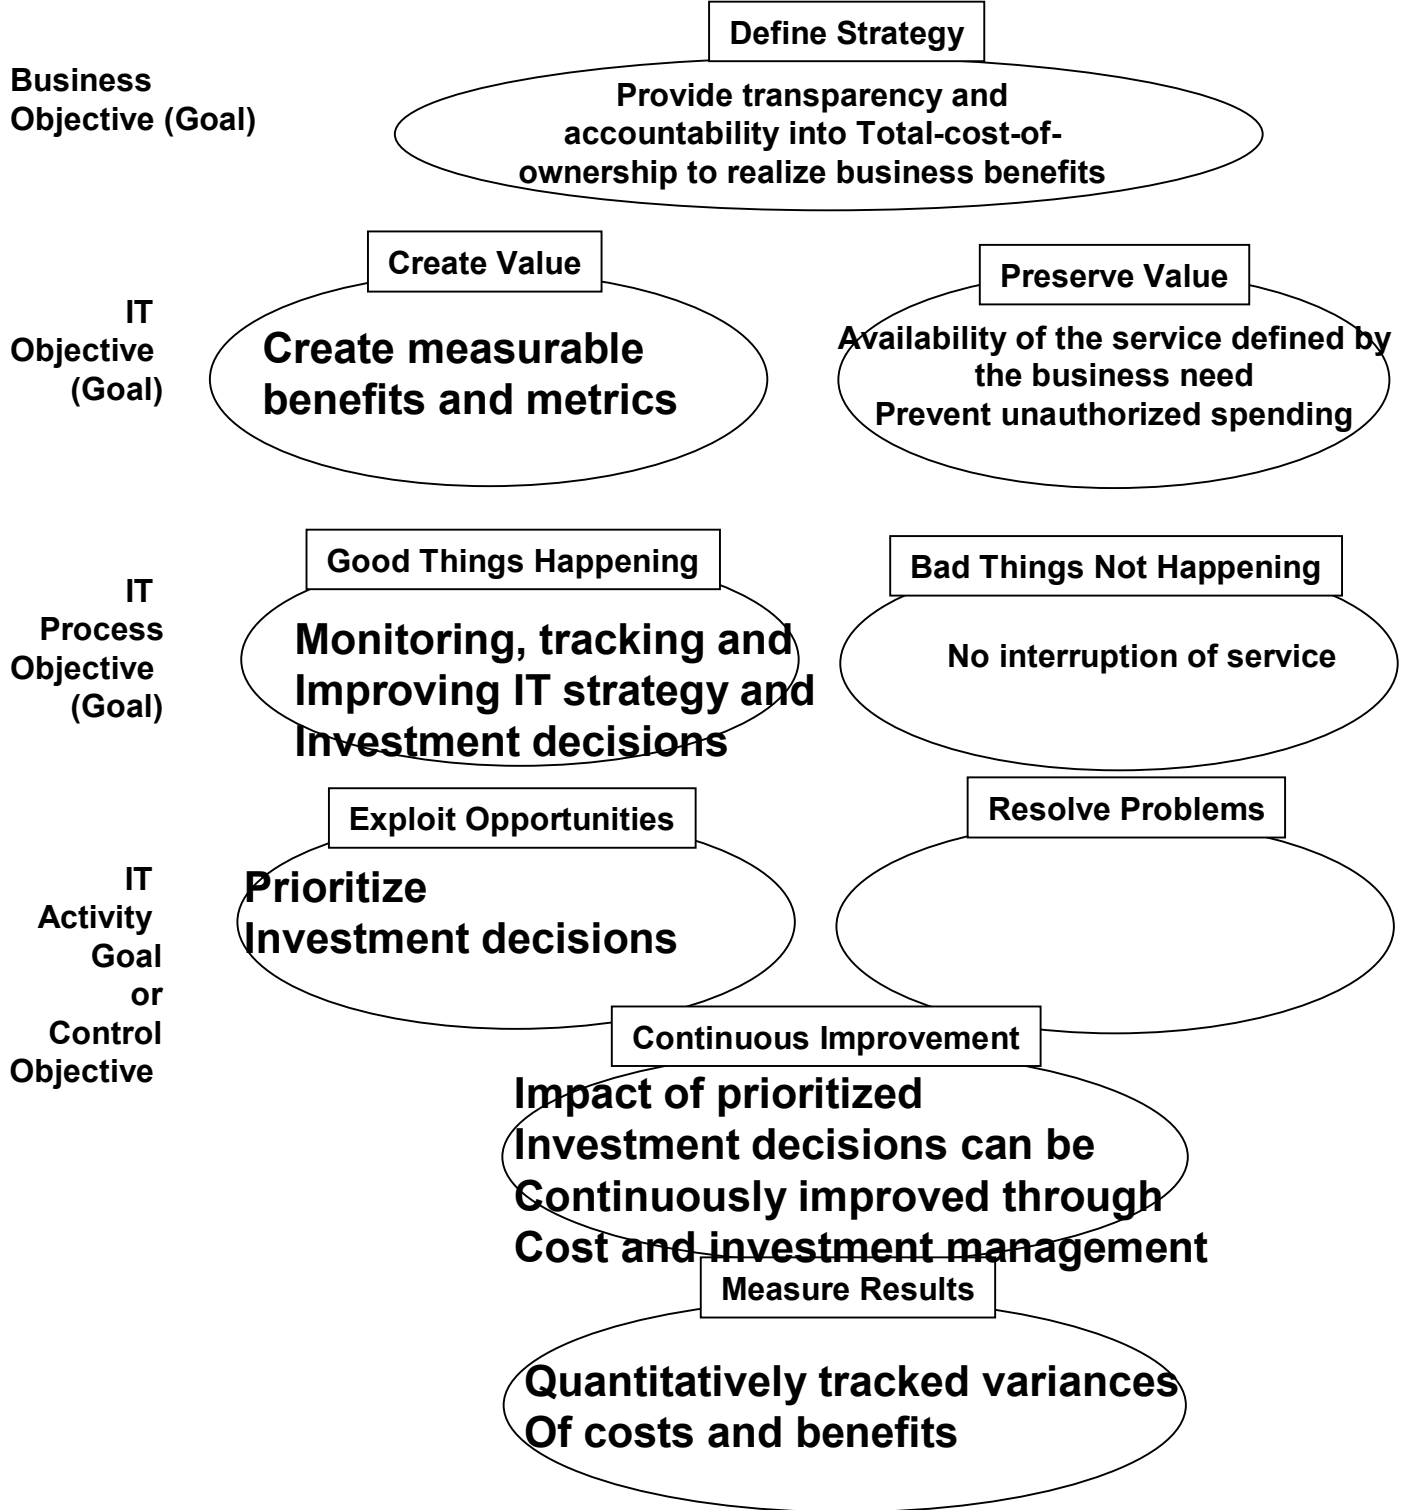 Define Strategy
Business
Objective (Goal)
Provide transparency and
accountability into Total-cost-of-
ownership to realize business benefits
Create Value
Preserve Value
IT
Objective
(Goal)
Create measurable
benefits and metrics
Availability of the service defined by
the business need
Prevent unauthorized spending
Good Things Happening
Bad Things Not Happening
IT
Process
Objective
(Goal)
Monitoring, tracking and
Improving IT strategy and
Investment decisions
No interruption of service
Exploit Opportunities
Resolve Problems
IT
Activity
Goal
or
Control
Objective
Prioritize
Investment decisions
Continuous Improvement
Impact of prioritized
Investment decisions can be
Continuously improved through
Cost and investment management
Measure Results
Quantitatively tracked variances
Of costs and benefits